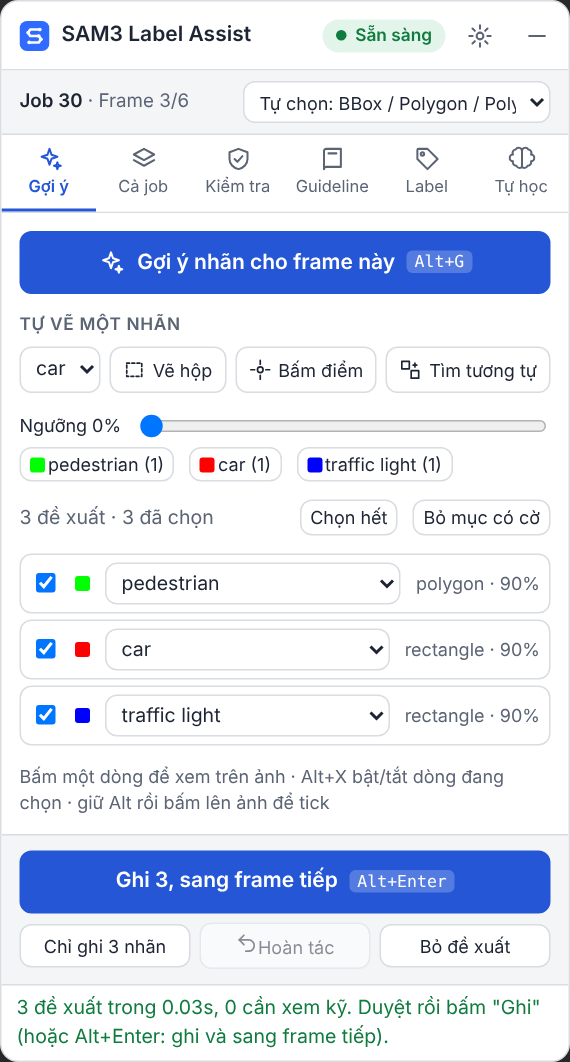 SAM3 Label Assist
Sẵn sàng
Job 30 · Frame 3/6
Tự chọn: BBox / Polygon / Poly
Gợi ý
Cả job
Kiểm tra
Guideline
Label
Tự học
Gợi ý nhãn cho frame này Alt+G
TỰ VẼ MỘT NHÃN
car
Vẽ hộp
Bấm điểm
Tìm tương tự
Ngưỡng 0%
pedestrian (1)
car (1)
traffic light (1)
3 đề xuất · 3 đã chọn
Chọn hết
Bỏ mục có cờ
pedestrian
polygon · 90%
car
rectangle · 90%
traffic light
rectangle · 90%
Bấm một dòng để xem trên ảnh · Alt+X bật/tắt dòng đang
chọn · giữ Alt rồi bấm lên ảnh để tick
Ghi 3, sang frame tiếp Alt+Enter
Chỉ ghi 3 nhãn
Hoàn tác
Bỏ đề xuất
3 đề xuất trong 0.03s, 0 cần xem kỹ. Duyệt rồi bấm "Ghi"
(hoặc Alt+Enter: ghi và sang frame tiếp).